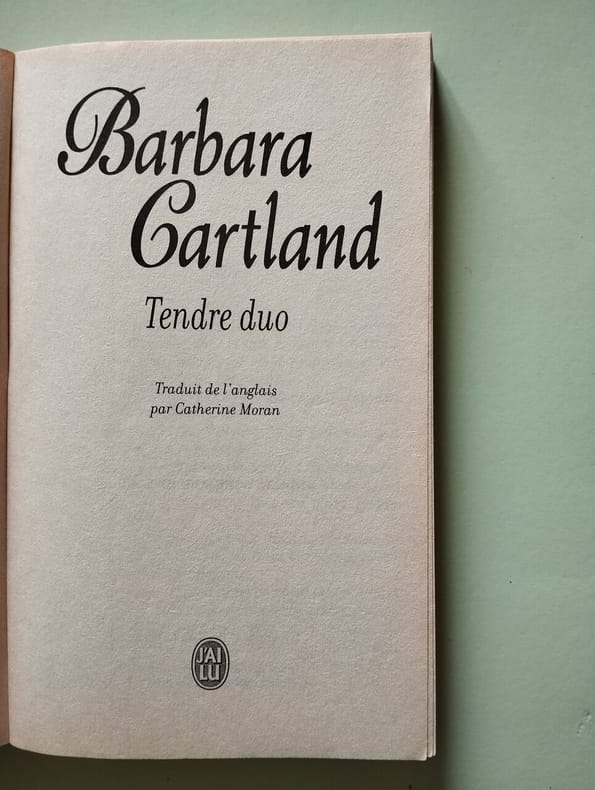 Barbara
Cartland
Tendre duo
Traduit de l'anglais
par Catherine Moran
J'AI
LU